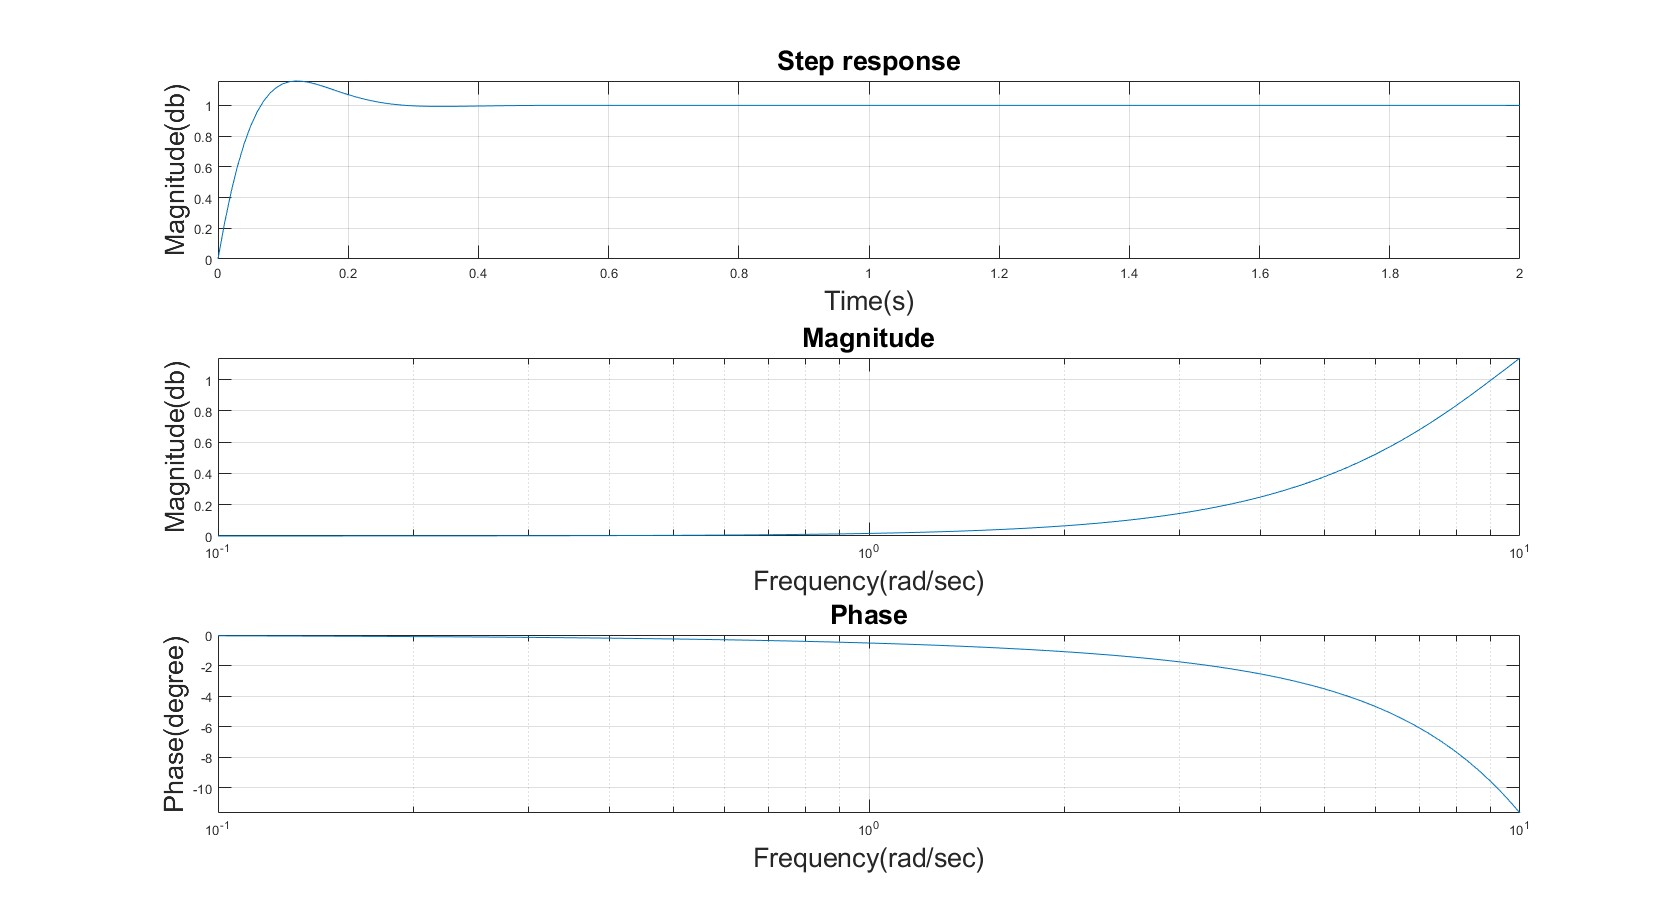 Step response
Magnitude(db)
1
0.8
0.6
0.4
0.2
0
0 0.2 0.4 0.6 0.8 1 1.2 1.4 1.6 1.8 2
Time(s)
Magnitude
Magnitude(db)
1
0.8
0.6
0.4
0.2
0
10^-1 10^0 10^1
Frequency(rad/sec)
Phase
Phase(degree)
0
-2
-4
-6
-8
-10
10^-1 10^0 10^1
Frequency(rad/sec)